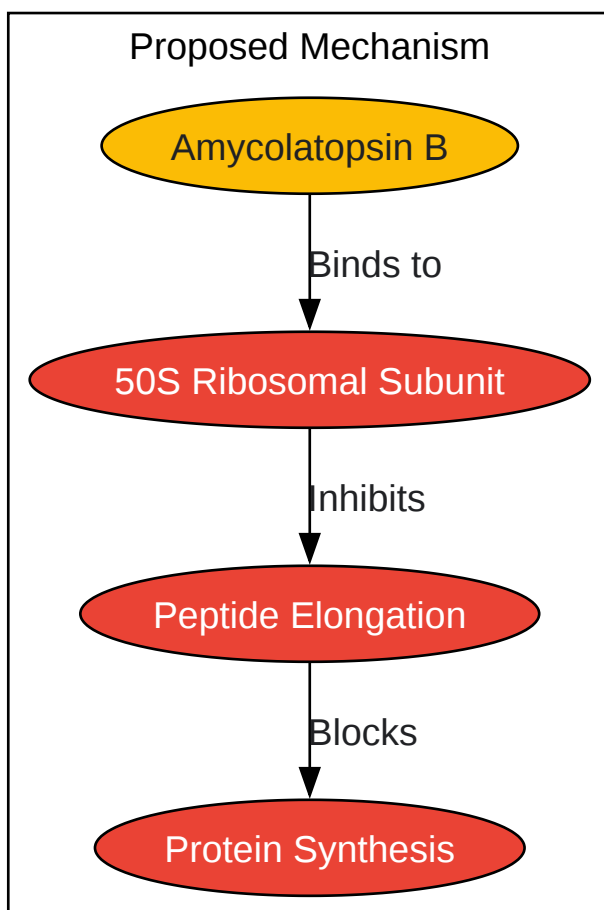 Proposed Mechanism
Amycolatopsin B
Binds to
50S Ribosomal Subunit
Inhibits
Peptide Elongation
Blocks
Protein Synthesis